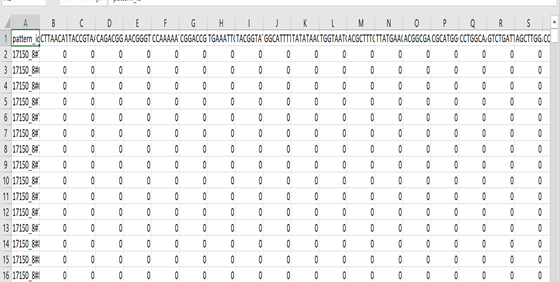 A B C D E F G H I J K L M N O P Q R S
1 pattern_ic CTTAACAT TACCGTA CAGACGG AACGGGT CCAAAAA CGGACCG TGAAATT TACGGTA GGCATTT TATATAA TGGTAAT ACGCTTT TTATGAA ACGGCGA CGCATGG CCTGGCA GTCTGAT AGCTTGG CC
2 17150_8#: 0 0 0 0 0 0 0 0 0 0 0 0 0 0 0 0 0 0
3 17150_8# 0 0 0 0 0 0 0 0 0 0 0 0 0 0 0 0 0 0
4 17150_8# 0 0 0 0 0 0 0 0 0 0 0 0 0 0 0 0 0 0
5 17150_8# 0 0 0 0 0 0 0 0 0 0 0 0 0 0 0 0 0 0
6 17150_8# 0 0 0 0 0 0 0 0 0 0 0 0 0 0 0 0 0 0
7 17150_8# 0 0 0 0 0 0 0 0 0 0 0 0 0 0 0 0 0 0
8 17150_8# 0 0 0 0 0 0 0 0 0 0 0 0 0 0 0 0 0 0
9 17150_8# 0 0 0 0 0 0 0 0 0 0 0 0 0 0 0 0 0 0
10 17150_8# 0 0 0 0 0 0 0 0 0 0 0 0 0 0 0 0 0 0
11 17150_8# 0 0 0 0 0 0 0 0 0 0 0 0 0 0 0 0 0 0
12 17150_8# 0 0 0 0 0 0 0 0 0 0 0 0 0 0 0 0 0 0
13 17150_8# 0 0 0 0 0 0 0 0 0 0 0 0 0 0 0 0 0 0
14 17150_8# 0 0 0 0 0 0 0 0 0 0 0 0 0 0 0 0 0 0
15 17150_8# 0 0 0 0 0 0 0 0 0 0 0 0 0 0 0 0 0 0
16 17150_8# 0 0 0 0 0 0 0 0 0 0 0 0 0 0 0 0 0 0